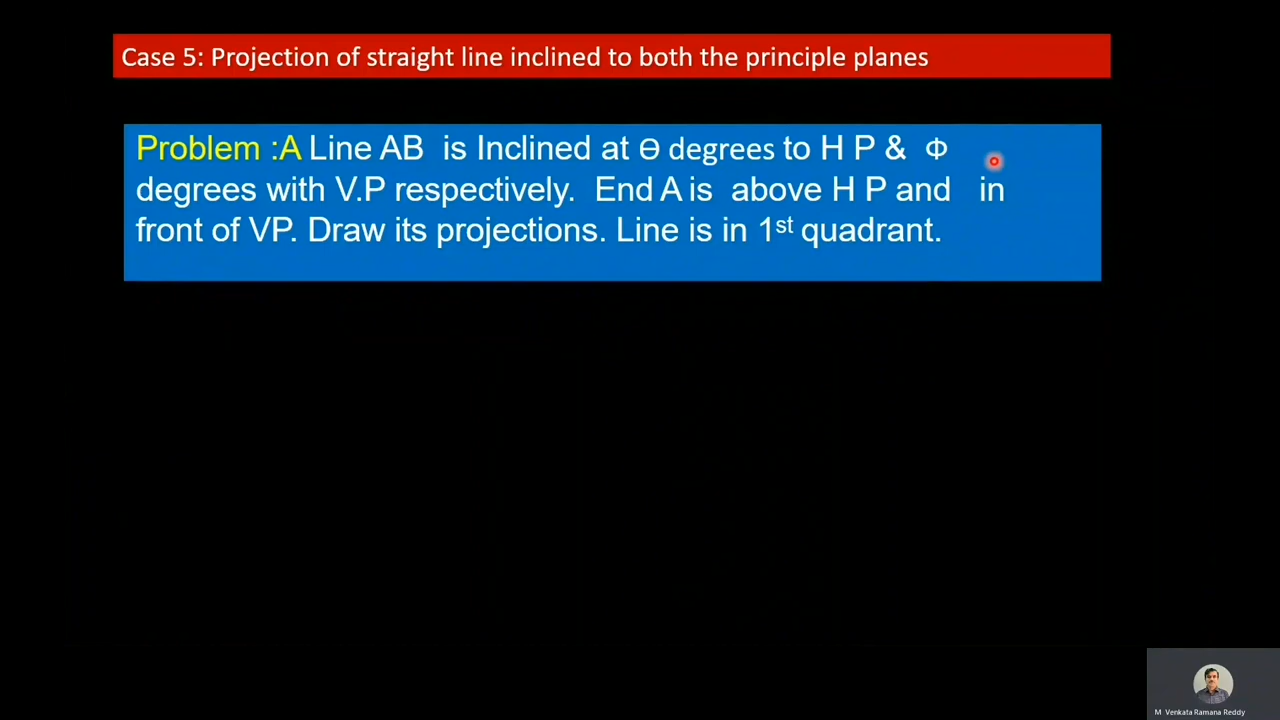 Case 5: Projection of straight line inclined to both the principle planes
Problem :A Line AB is Inclined at Ɵ degrees to H P & Φ
degrees with V.P respectively. End A is above H P and in
front of VP. Draw its projections. Line is in 1st quadrant.
M Venkata Ramana Reddy